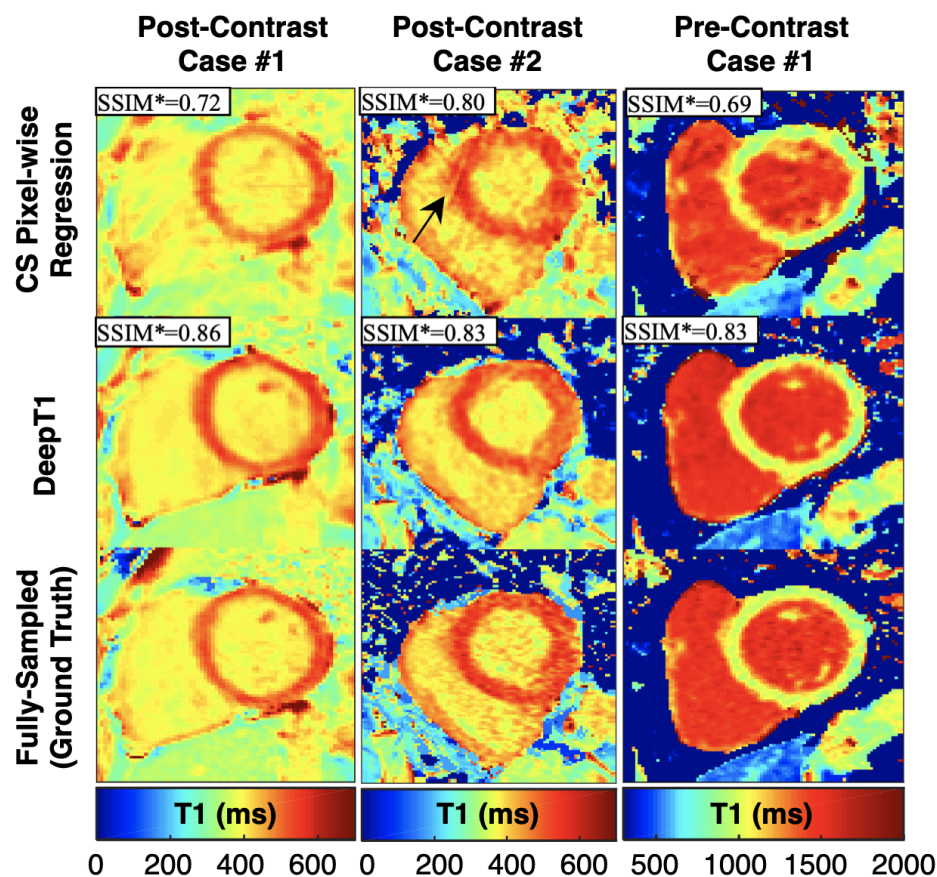 Post-Contrast
Case #1
Post-Contrast
Case #2
Pre-Contrast
Case #1
CS Pixel-wise
Regression
SSIM*=0.72
SSIM*=0.80
SSIM*=0.69
DeepT1
SSIM*=0.86
SSIM*=0.83
SSIM*=0.83
Fully-Sampled
(Ground Truth)
T1 (ms)
T1 (ms)
T1 (ms)
0 200 400 600
0 200 400 600
500 1000 1500 2000